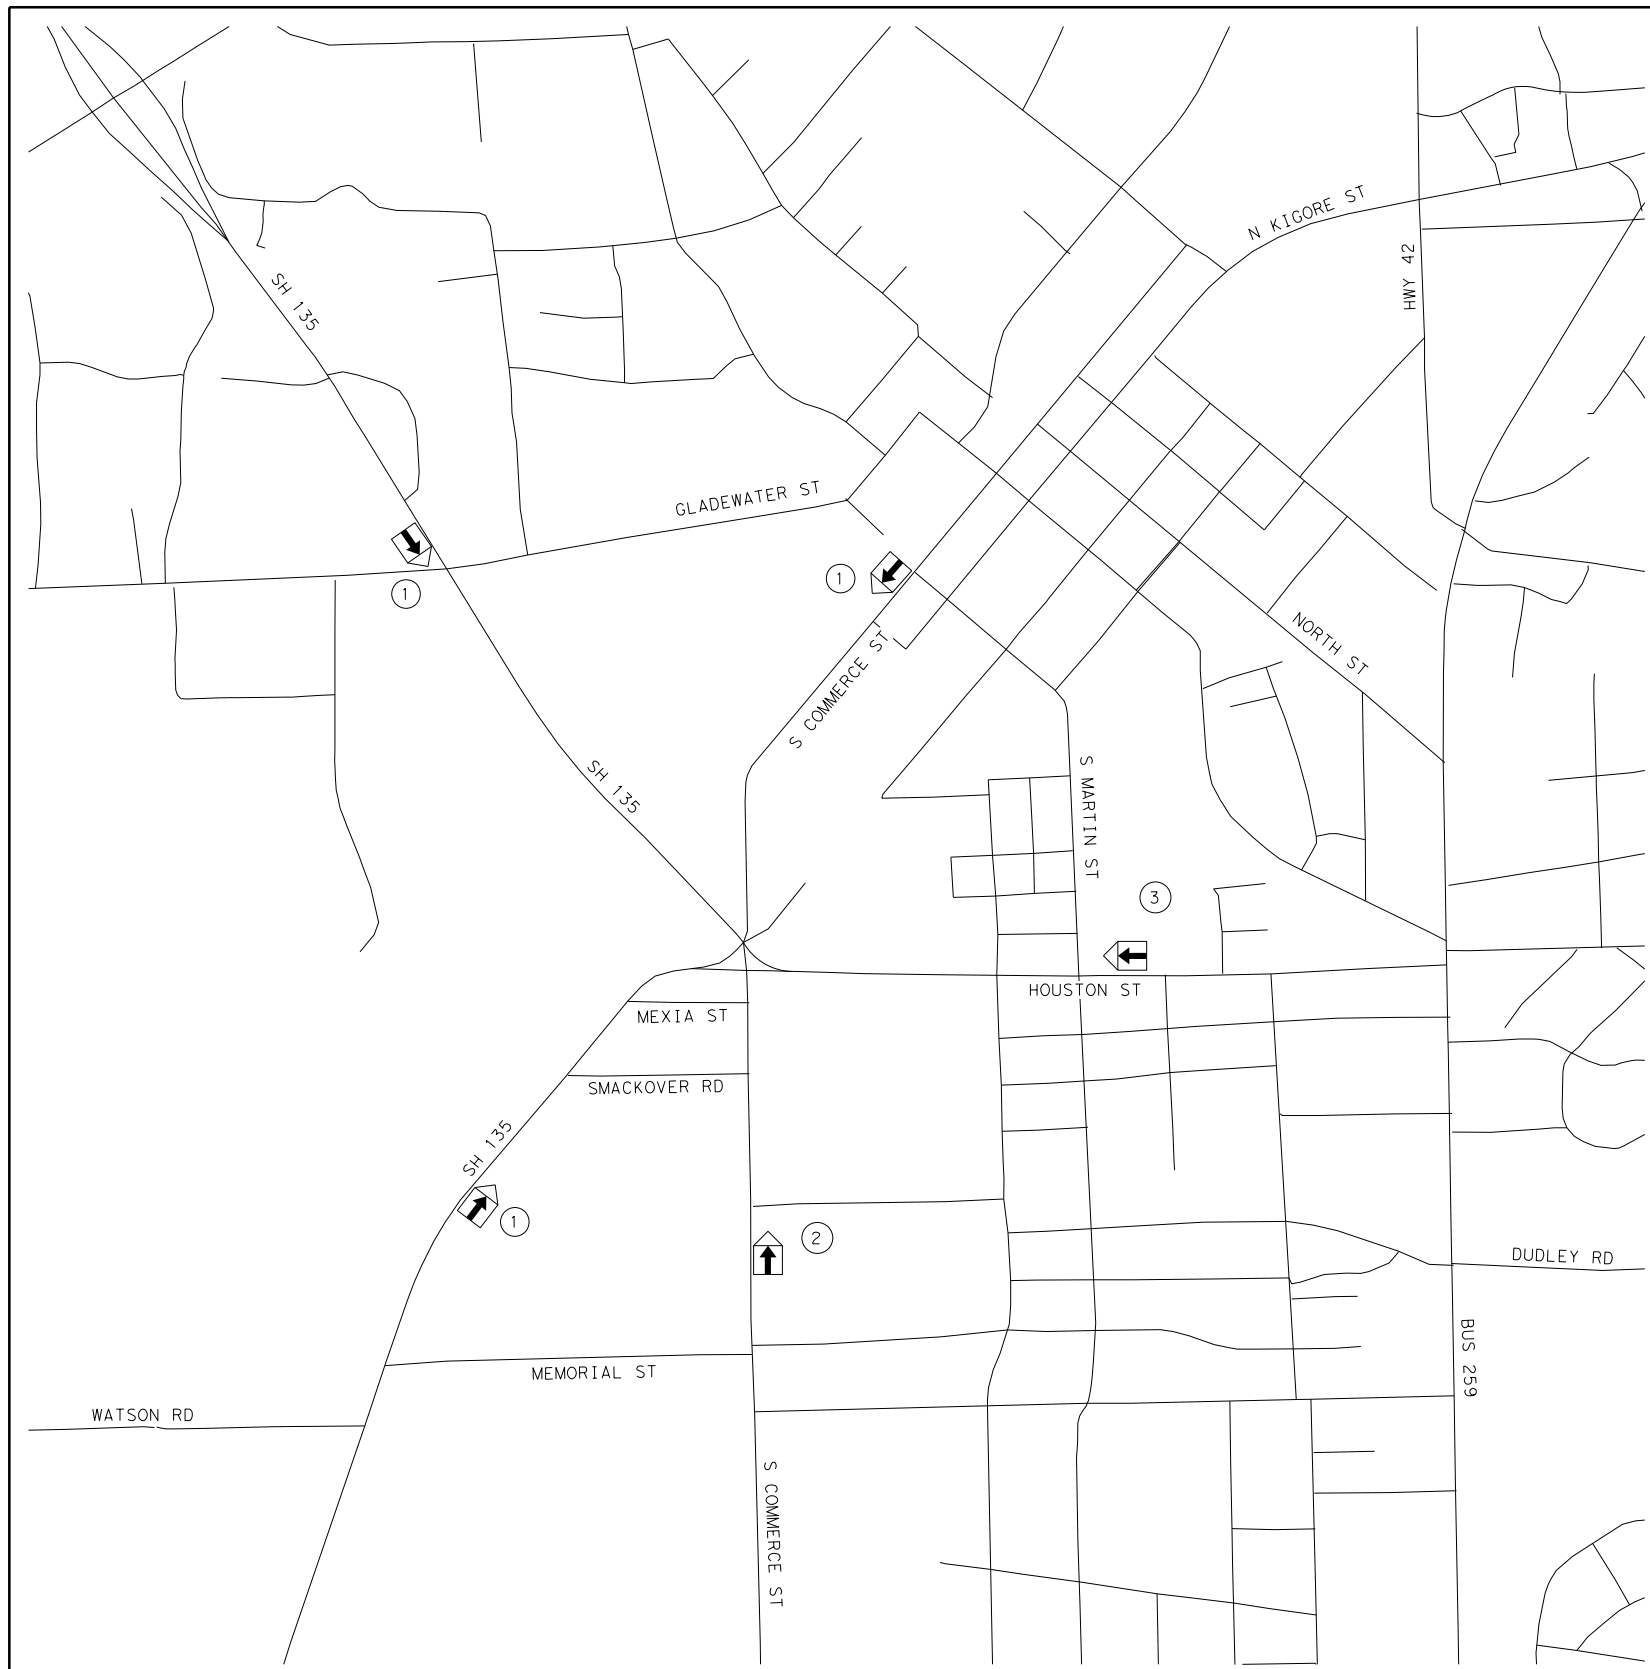 N KIGORE ST
HWY 42
SH 135
GLADEWATER ST
1
1
NORTH ST
S COMMERCE ST
SH 135
S MARTIN ST
3
HOUSTON ST
MEXIA ST
SMACKOVER RD
SH 135
1
2
DUDLEY RD
BUS 259
MEMORIAL ST
WATSON RD
S COMMERCE ST